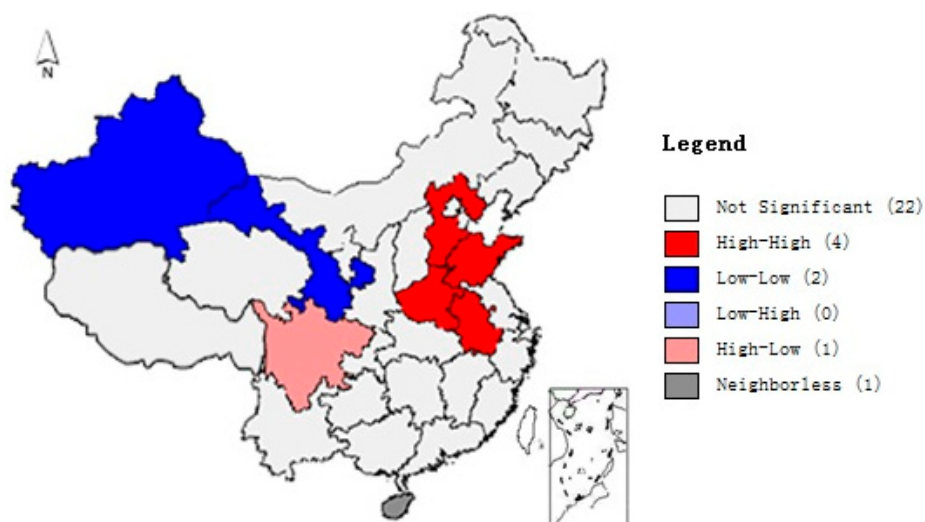 N
Legend
Not Significant (22)
High-High (4)
Low-Low (2)
Low-High (0)
High-Low (1)
Neighborless (1)